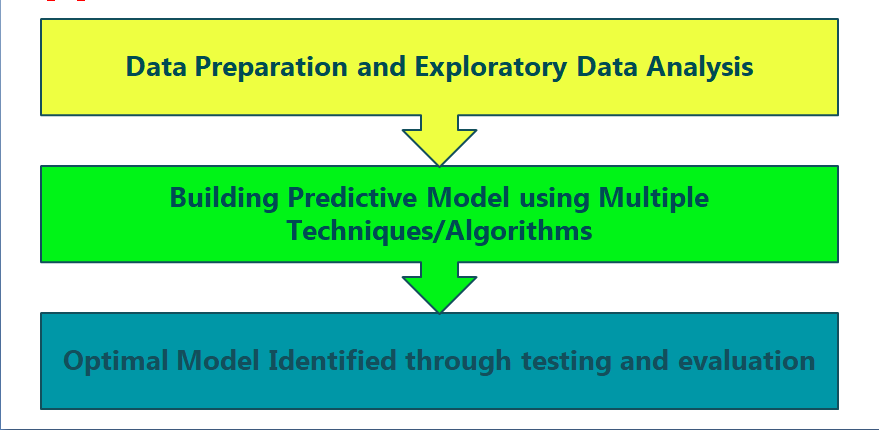 Data Preparation and Exploratory Data Analysis
Building Predictive Model using Multiple
Techniques/Algorithms
Optimal Model Identified through testing and evaluation